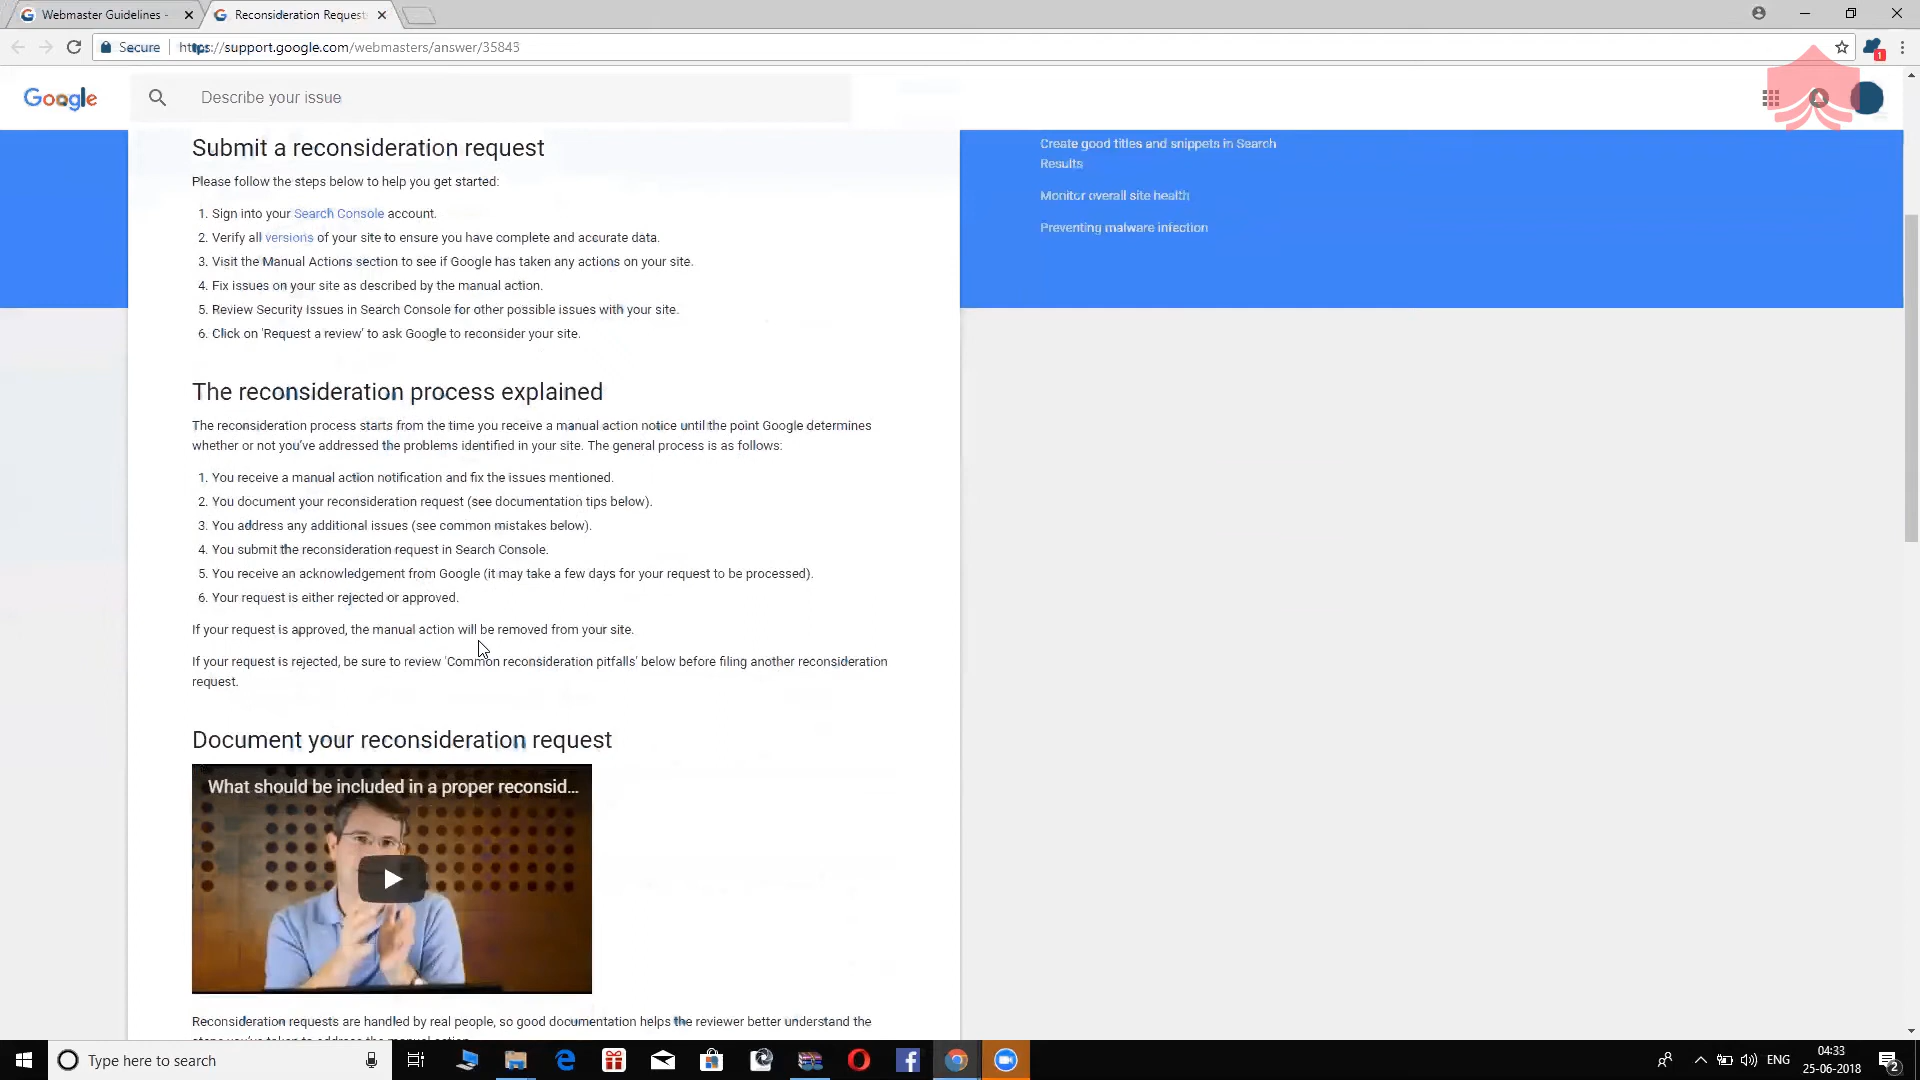 Webmaster Guidelines -
Reconsideration Request
Secure
https://support.google.com/webmasters/answer/35845
1
Google
Describe your issue
Submit a reconsideration request
Please follow the steps below to help you get started:
1. Sign into your Search Console account.
2. Verify all versions of your site to ensure you have complete and accurate data.
3. Visit the Manual Actions section to see if Google has taken any actions on your site.
4. Fix issues on your site as described by the manual action.
5. Review Security Issues in Search Console for other possible issues with your site.
6. Click on 'Request a review' to ask Google to reconsider your site.
Create good titles and snippets in Search
Results
Monitor overall site health
Preventing malware infection
The reconsideration process explained
The reconsideration process starts from the time you receive a manual action notice until the point Google determines
whether or not you've addressed the problems identified in your site. The general process is as follows:
1. You receive a manual action notification and fix the issues mentioned.
2. You document your reconsideration request (see documentation tips below).
3. You address any additional issues (see common mistakes below).
4. You submit the reconsideration request in Search Console.
5. You receive an acknowledgement from Google (it may take a few days for your request to be processed).
6. Your request is either rejected or approved.
If your request is approved, the manual action will be removed from your site.
If your request is rejected, be sure to review 'Common reconsideration pitfalls' below before filing another reconsideration
request.
Document your reconsideration request
What should be included in a proper reconsid...
Reconsideration requests are handled by real people, so good documentation helps the reviewer better understand the
Type here to search
ENG
04:33
25-06-2018
2